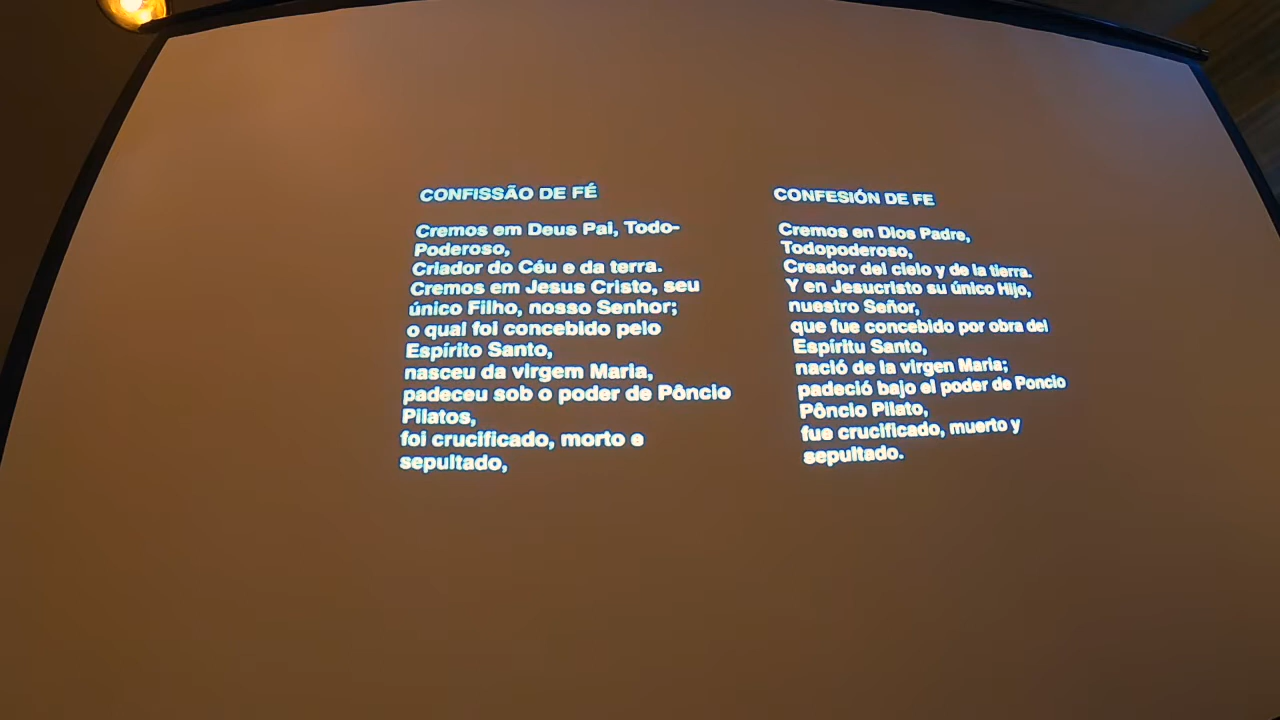 CONFISSÃO DE FÉ
Cremos em Deus Pai, Todo-
Poderoso,
Criador do Céu e da terra.
Cremos em Jesus Cristo, seu
único Filho, nosso Senhor;
o qual foi concebido pelo
Espírito Santo,
nasceu da virgem Maria,
padeceu sob o poder de Pôncio
Pilatos,
foi crucificado, morto e
sepultado,
CONFESIÓN DE FE
Cremos en Dios Padre,
Todopoderoso,
Creador del cielo y de la tierra.
Y en Jesucristo su único Hijo,
nuestro Señor,
que fue concebido por obra del
Espíritu Santo,
nació de la virgen Maria;
padeció bajo el poder de Poncio
Pôncio Pilato,
fue crucificado, muerto y
sepultado.